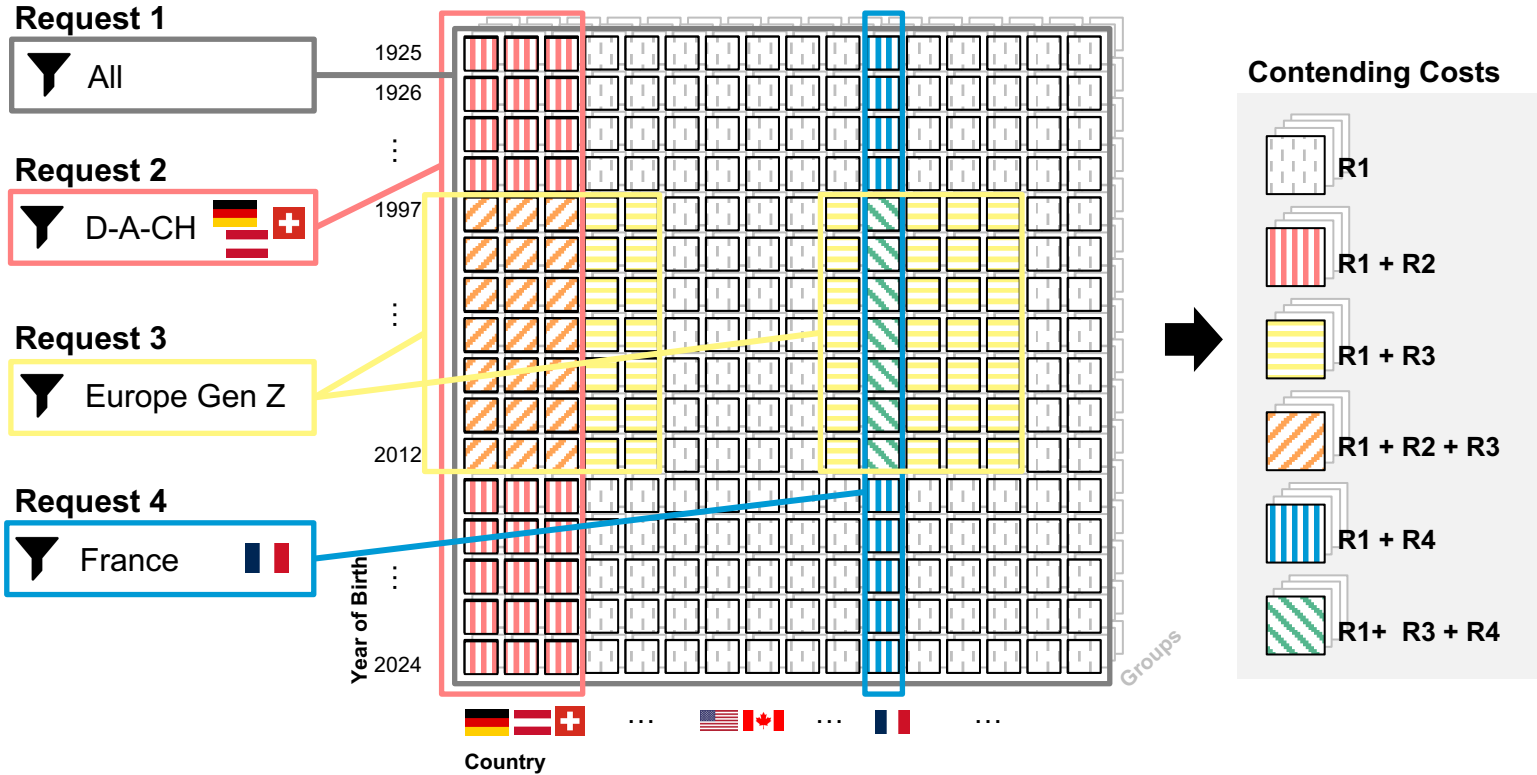 Request 1
All
Request 2
D-A-CH
Request 3
Europe Gen Z
Request 4
France
Year of Birth
1925
1926
⋮
1997
⋮
2012
⋮
2024
Groups
... ... ...
Country
Contending Costs
R1
R1 + R2
R1 + R3
R1 + R2 + R3
R1 + R4
R1+ R3 + R4